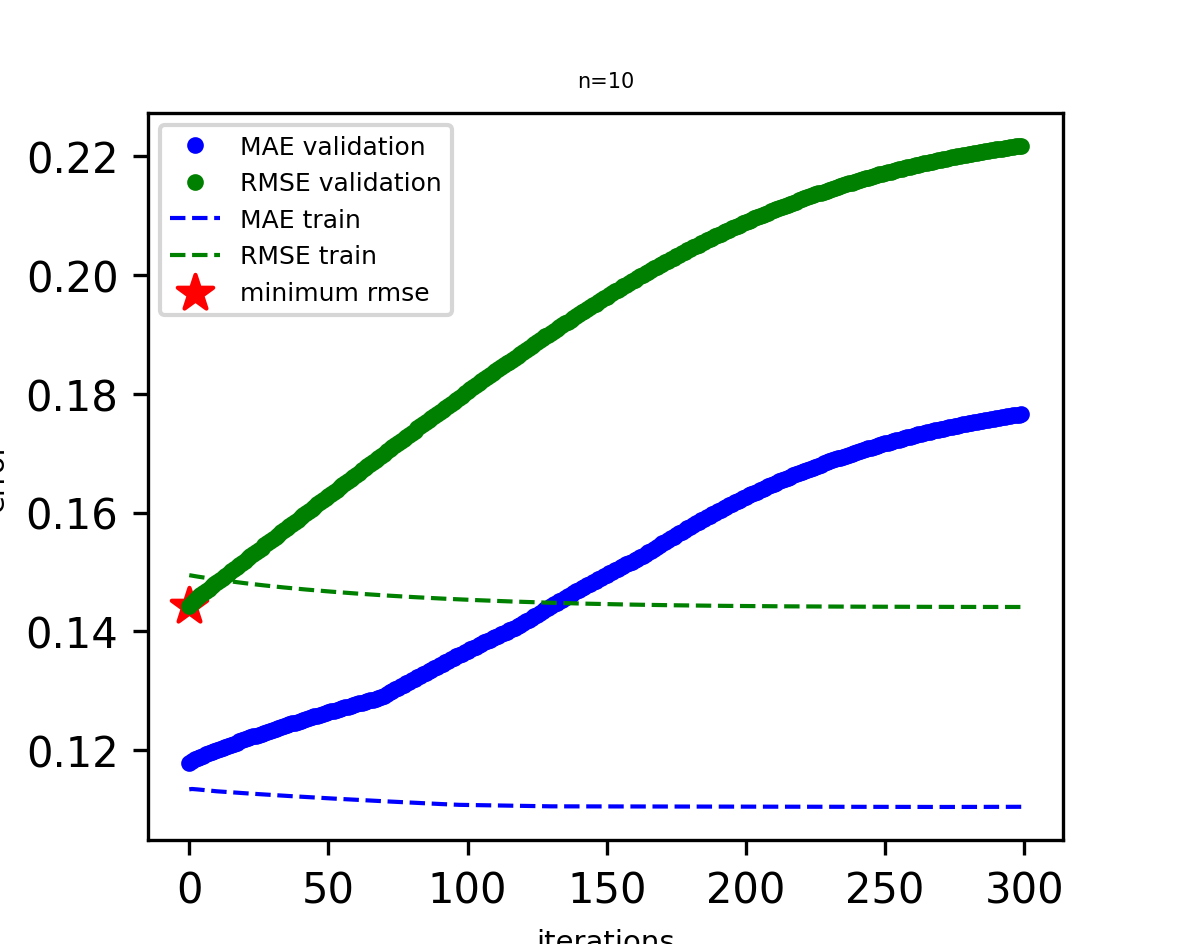 n=10
MAE validation
RMSE validation
MAE train
RMSE train
minimum rmse
0.22
0.20
0.18
0.16
0.14
0.12
error
0
50
100
150
200
250
300
iterations